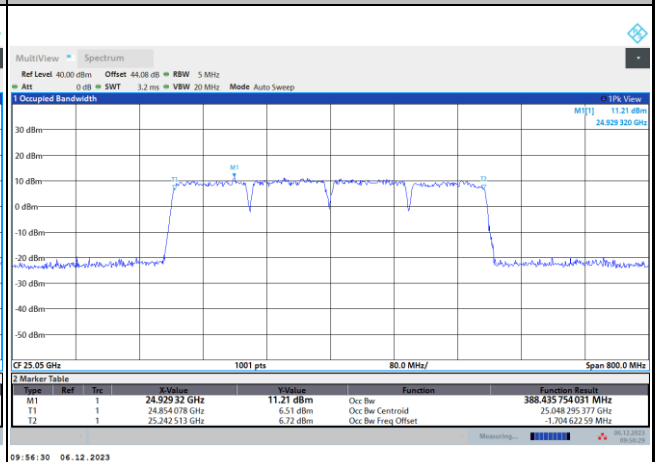 MultiView Spectrum
Ref Level 40.00 dBm Offset 44.08 dB RBW 5 MHz
Att 0 dB SWT 3.2 ms VBW 20 MHz Mode Auto Sweep
1 Occupied Bandwidth 1Pk View
M1[1] 11.21 dBm
24.929 320 GHz
30 dBm
20 dBm
M1
T1 T2
10 dBm
0 dBm
-10 dBm
-20 dBm
-30 dBm
-40 dBm
-50 dBm
CF 25.05 GHz 1001 pts 80.0 MHz/ Span 800.0 MHz
2 Marker Table
Type Ref Trc X-Value Y-Value Function Function Result
M1 1 24.929 32 GHz 11.21 dBm Occ Bw 388.435 754 031 MHz
T1 1 24.854 078 GHz 6.51 dBm Occ Bw Centroid 25.048 295 377 GHz
T2 1 25.242 513 GHz 6.72 dBm Occ Bw Freq Offset -1.704 622 59 MHz
Measuring... 06.12.2023
09:56:29
09:56:30 06.12.2023